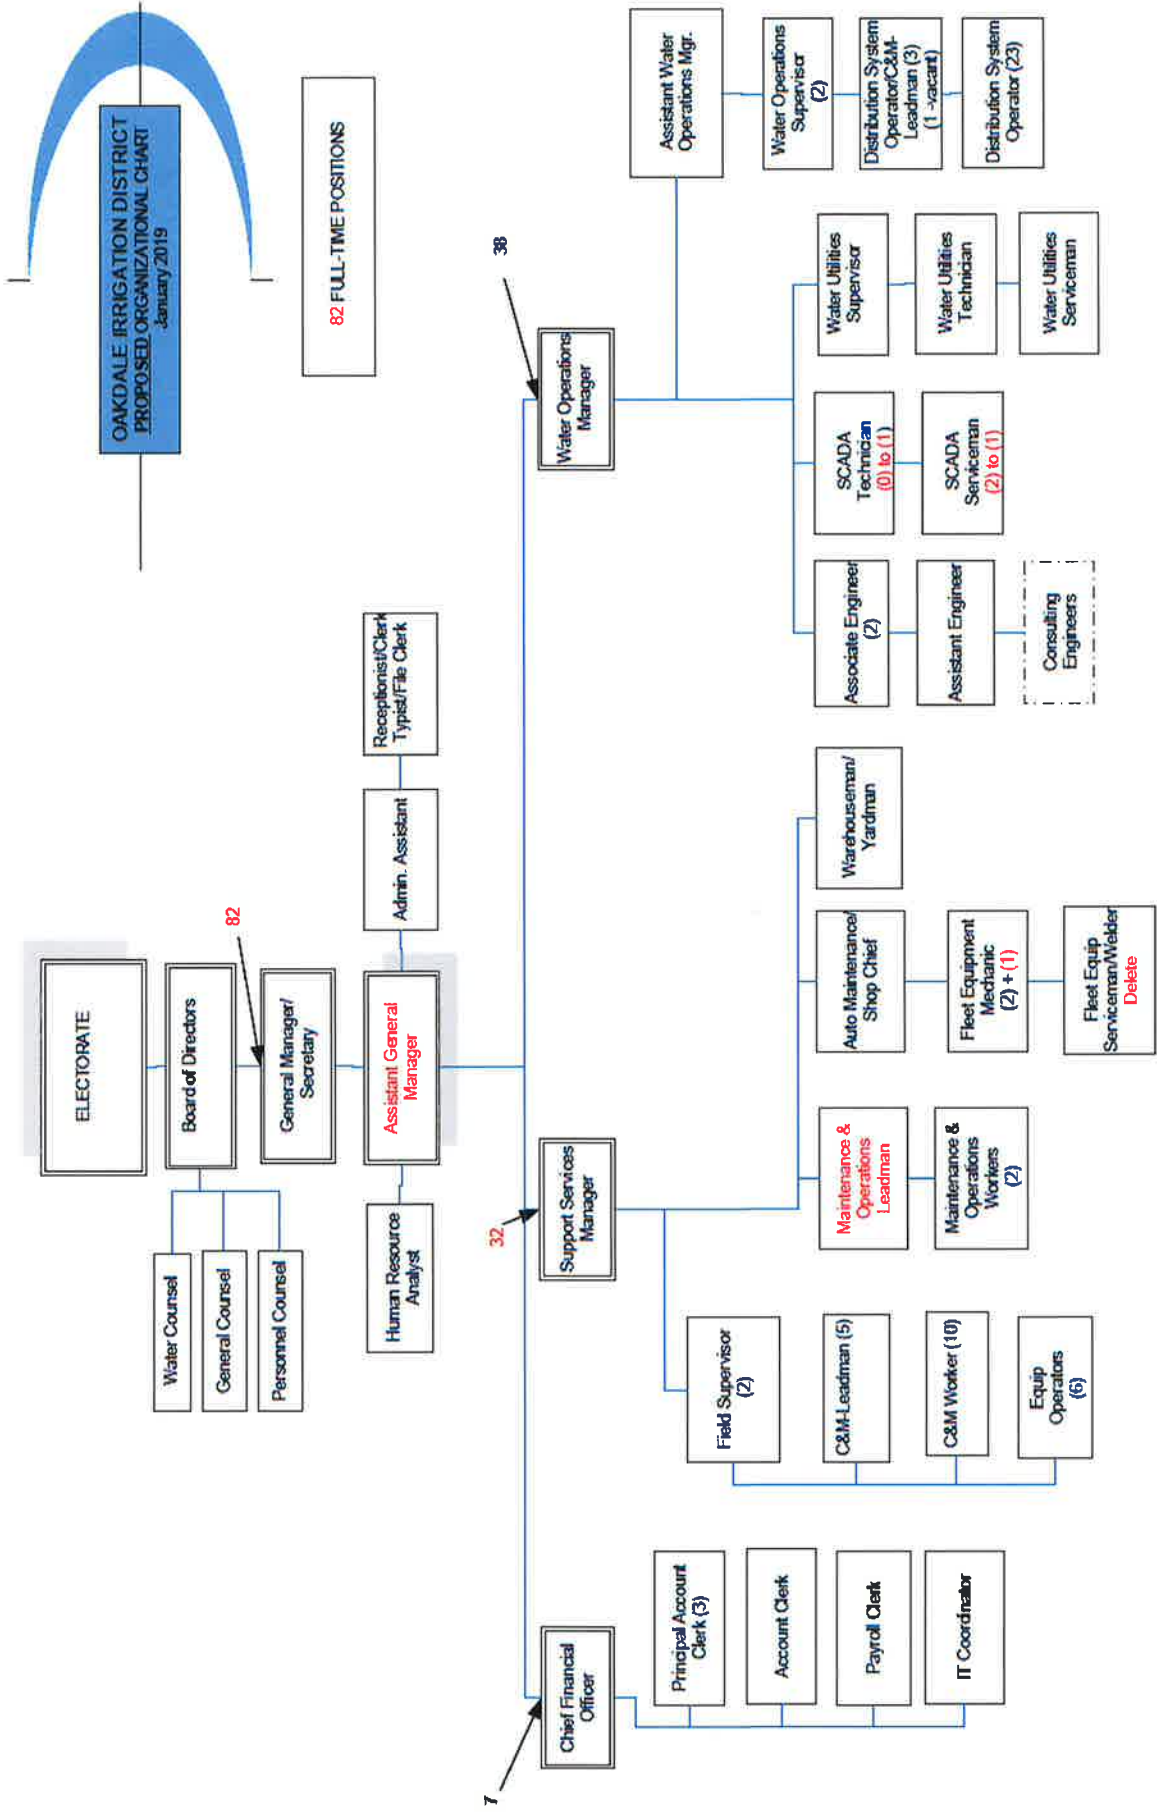 OAKDALE IRRIGATION DISTRICT
PROPOSED ORGANIZATIONAL CHART
January 2019
82 FULL-TIME POSITIONS
ELECTORATE
Board of Directors
Water Counsel
General Counsel
Personnel Counsel
82
General Manager/
Secretary
Assistant General
Manager
Human Resource
Analyst
Admin. Assistant
Receptionist/Clerk
Typist/File Clerk
7
Chief Financial
Officer
Principal Account
Clerk (3)
Account Clerk
Payroll Clerk
IT Coordinator
32
Support Services
Manager
Field Supervisor
(2)
C&M-Leadman (5)
C&M Worker (10)
Equip
Operators
(6)
Maintenance &
Operations
Leadman
Maintenance &
Operations
Workers
(2)
Auto Maintenance/
Shop Chief
Fleet Equipment
Mechanic
(2) + (1)
Fleet Equip
Serviceman/Welder
Delete
Warehouseman/
Yardman
38
Water Operations
Manager
Associate Engineer
(2)
Assistant Engineer
Consulting
Engineers
SCADA
Technician
(0) to (1)
SCADA
Serviceman
(2) to (1)
Water Utilities
Supervisor
Water Utilities
Technician
Water Utilities
Serviceman
Assistant Water
Operations Mgr.
Water Operations
Supervisor
(2)
Distribution System
Operator/C&M-
Leadman (3)
(1 -vacant)
Distribution System
Operator (23)